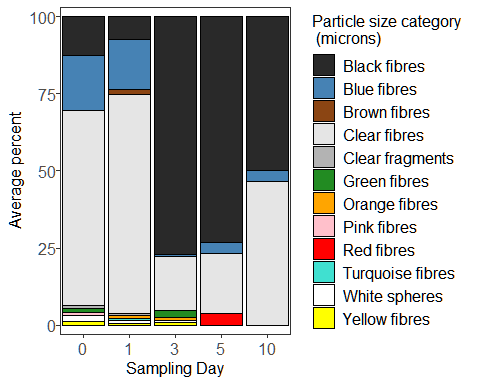 100
75
50
25
0
Average percent
0 1 3 5 10
Sampling Day
Particle size category
(microns)
Black fibres
Blue fibres
Brown fibres
Clear fibres
Clear fragments
Green fibres
Orange fibres
Pink fibres
Red fibres
Turquoise fibres
White spheres
Yellow fibres